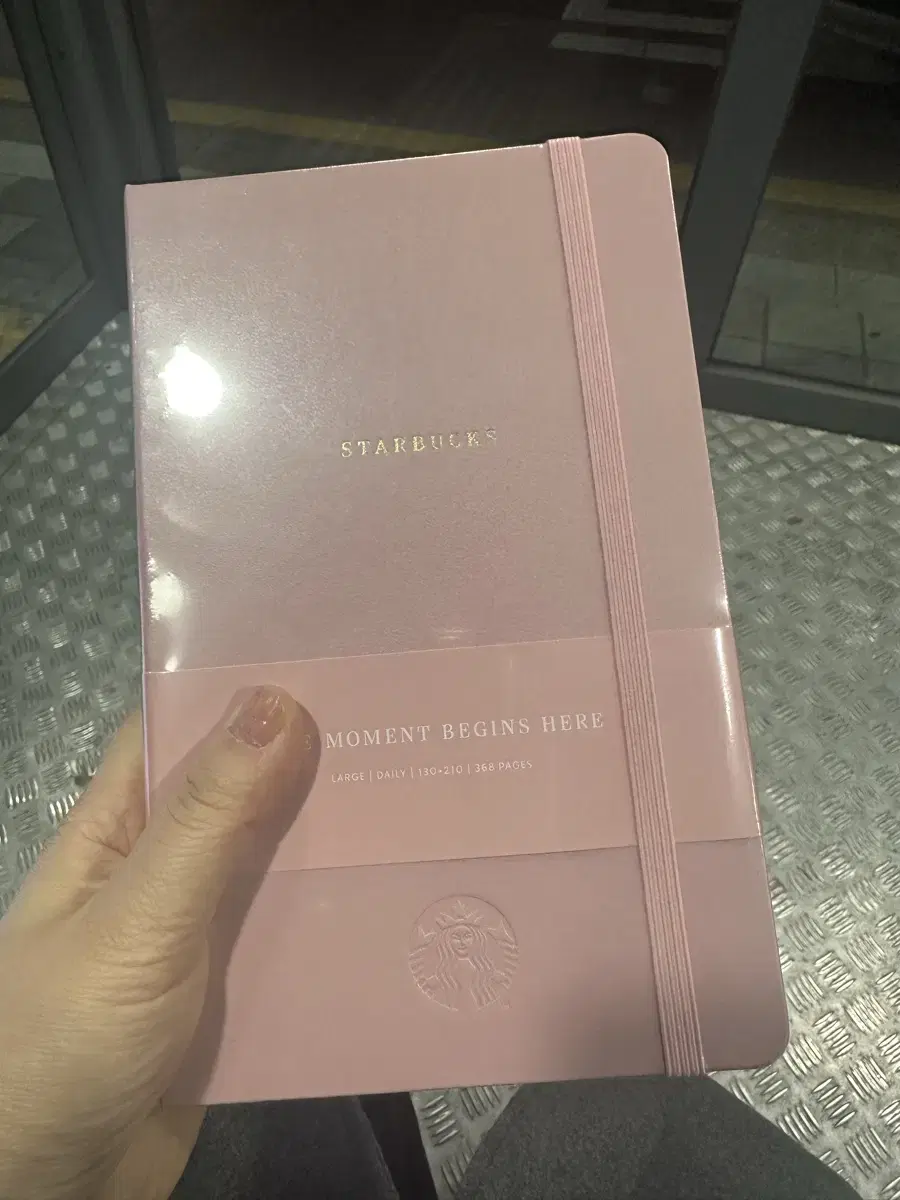 STARBUCKS
MOMENT BEGINS HERE
LARGE | DAILY | 130*210 | 368 PAGES